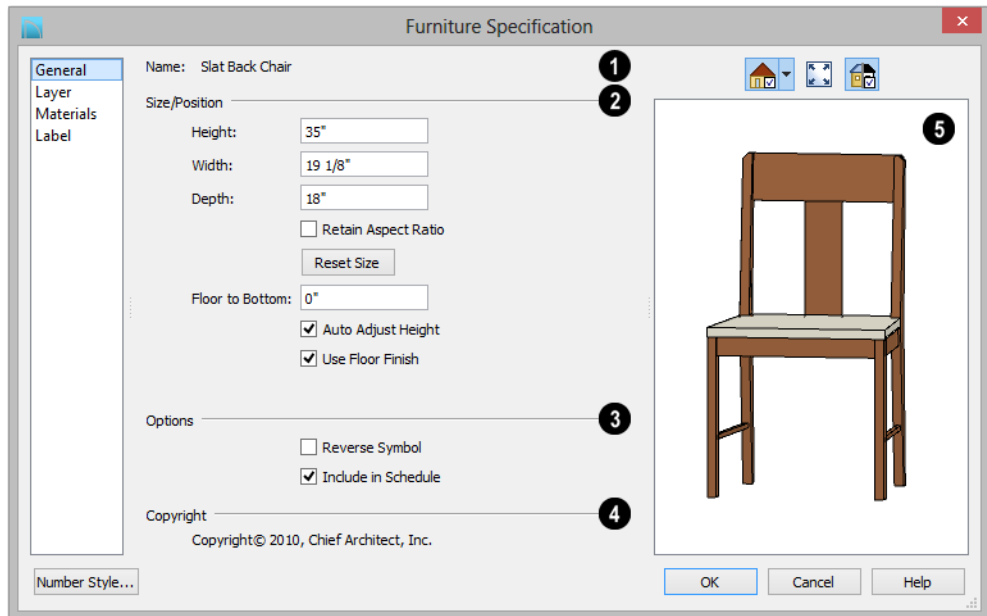 Furniture Specification
General
Layer
Materials
Label
Name: Slat Back Chair
1
Size/Position
2
Height: 35"
Width: 19 1/8"
Depth: 18"
Retain Aspect Ratio
Reset Size
Floor to Bottom: 0"
Auto Adjust Height
Use Floor Finish
Options
3
Reverse Symbol
Include in Schedule
Copyright
4
Copyright© 2010, Chief Architect, Inc.
5
Number Style...
OK
Cancel
Help